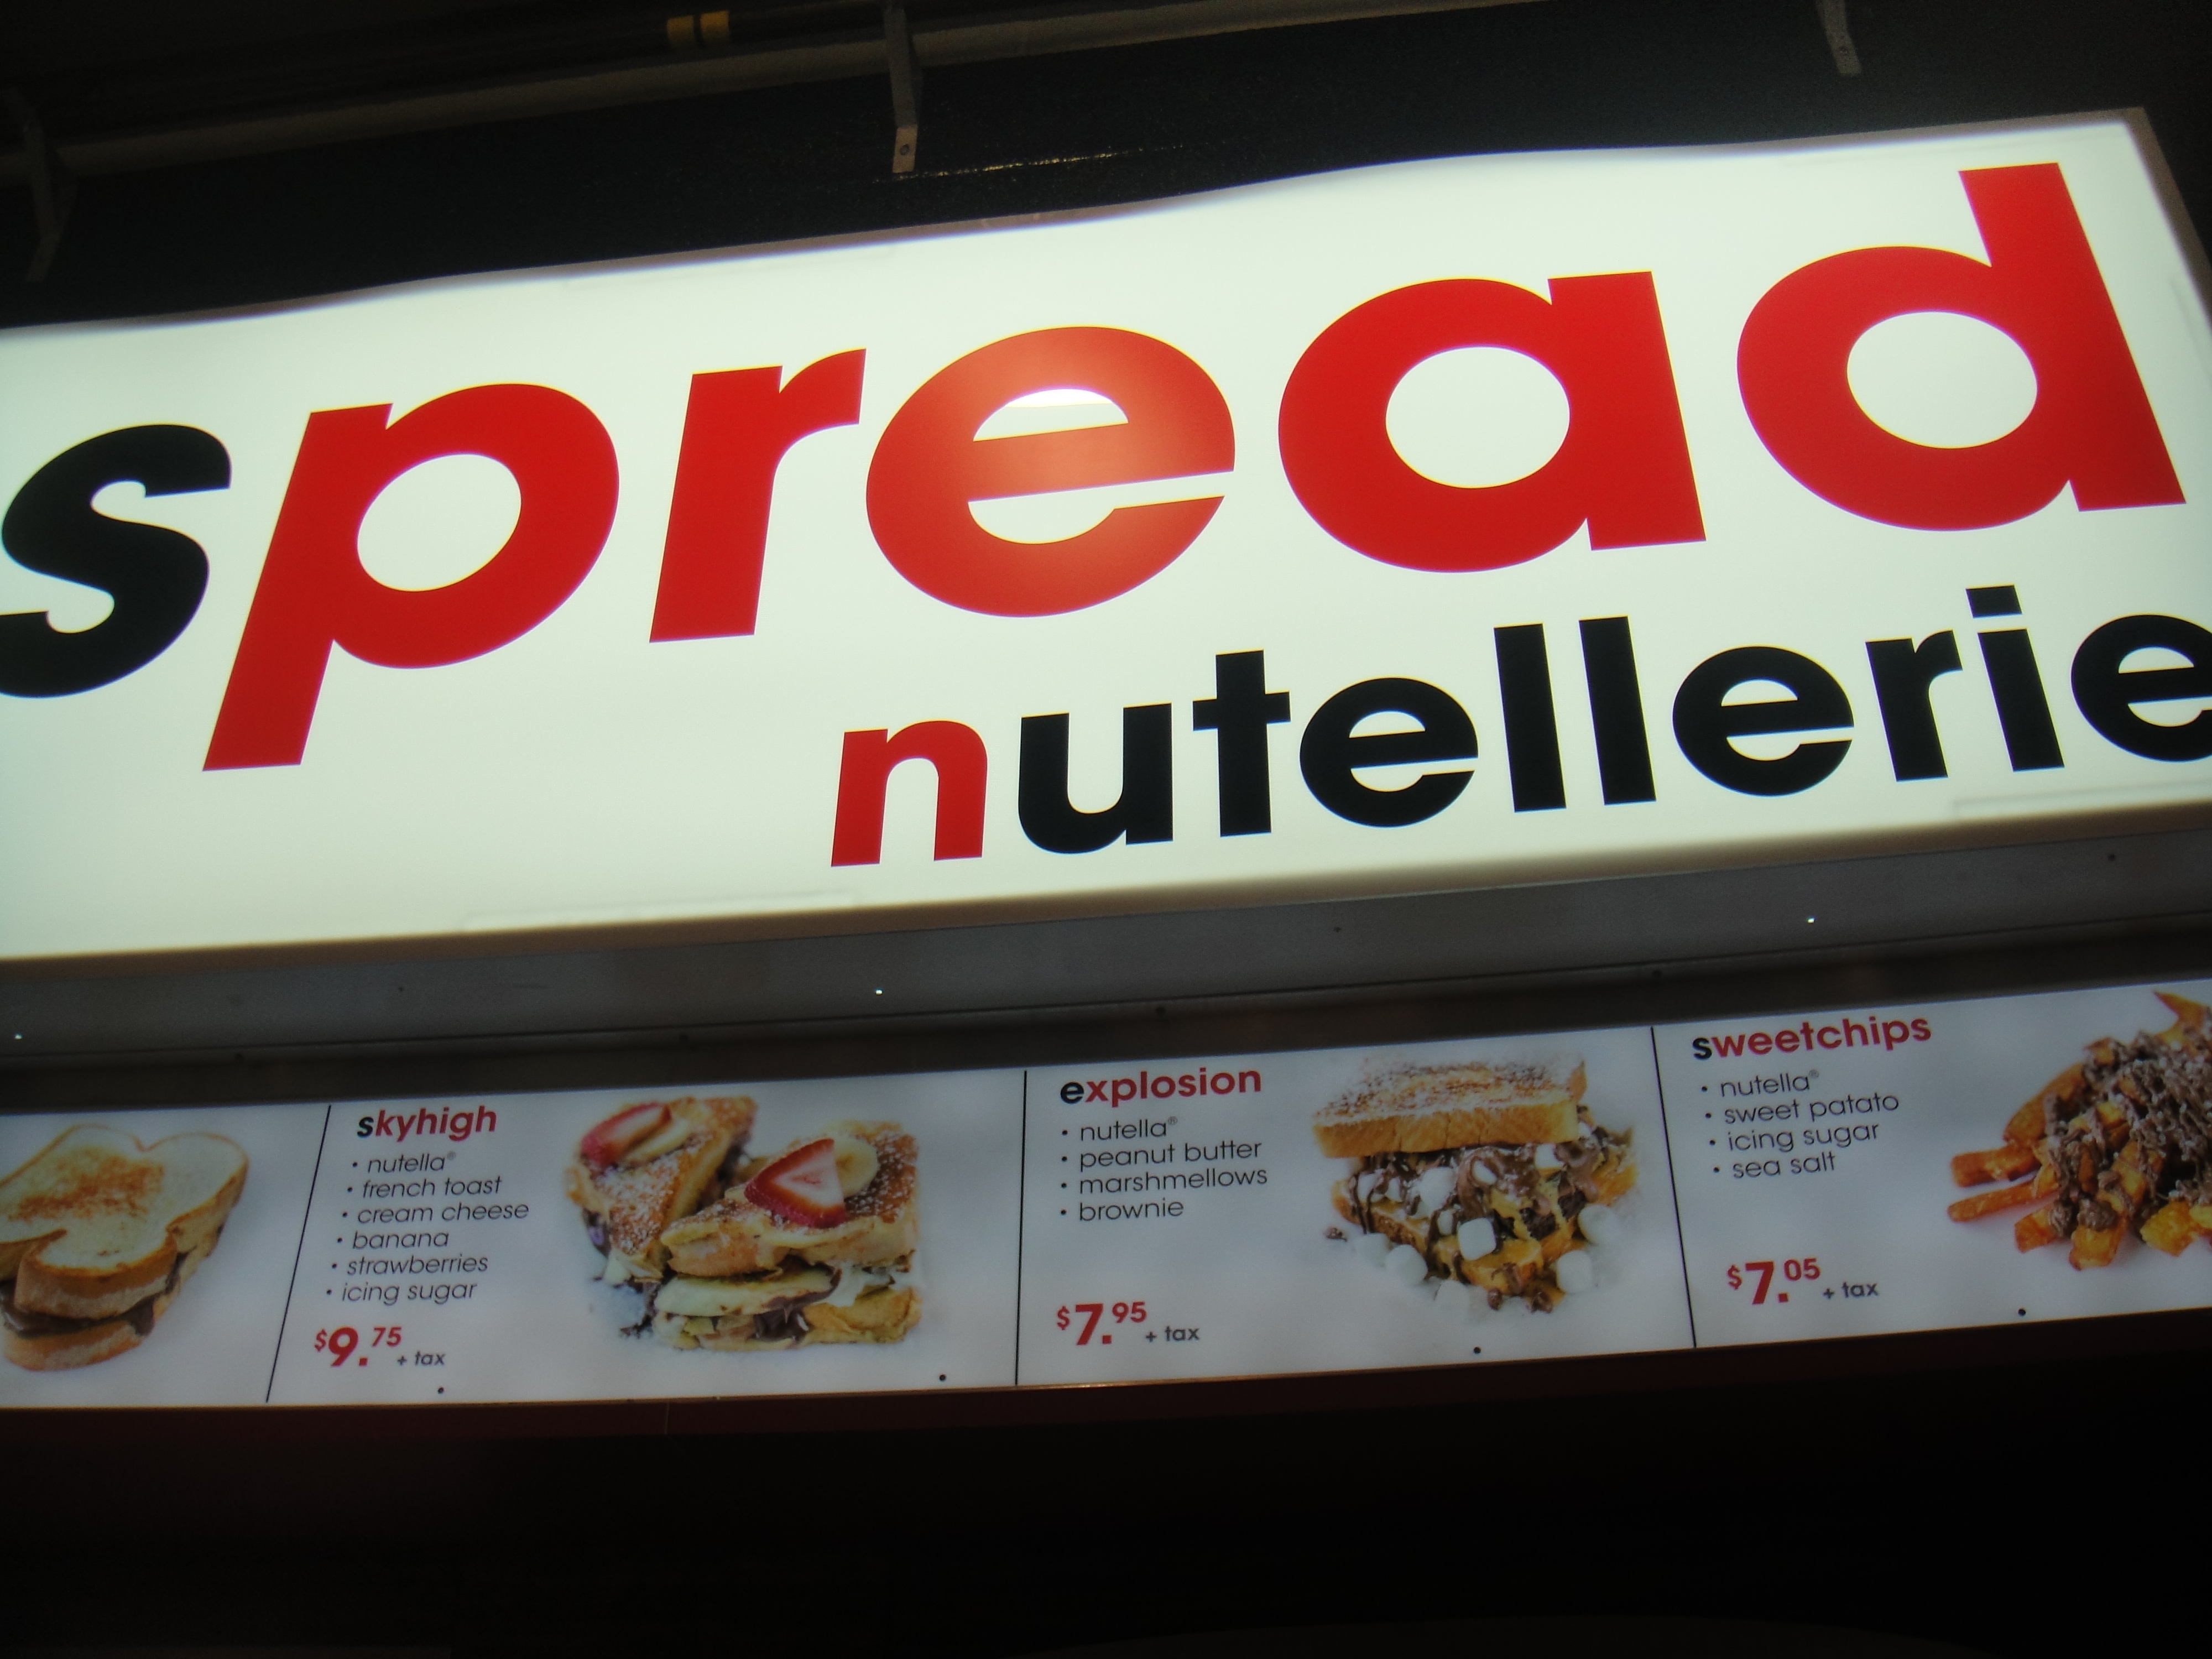 spread
nutellerie
skyhigh
• nutella®
• french toast
• cream cheese
• banana
• strawberries
• icing sugar
$9.75 + tax
explosion
• nutella®
• peanut butter
• marshmellows
• brownie
$7.95 + tax
sweetchips
• nutella®
• sweet patato
• icing sugar
• sea salt
$7.05 + tax